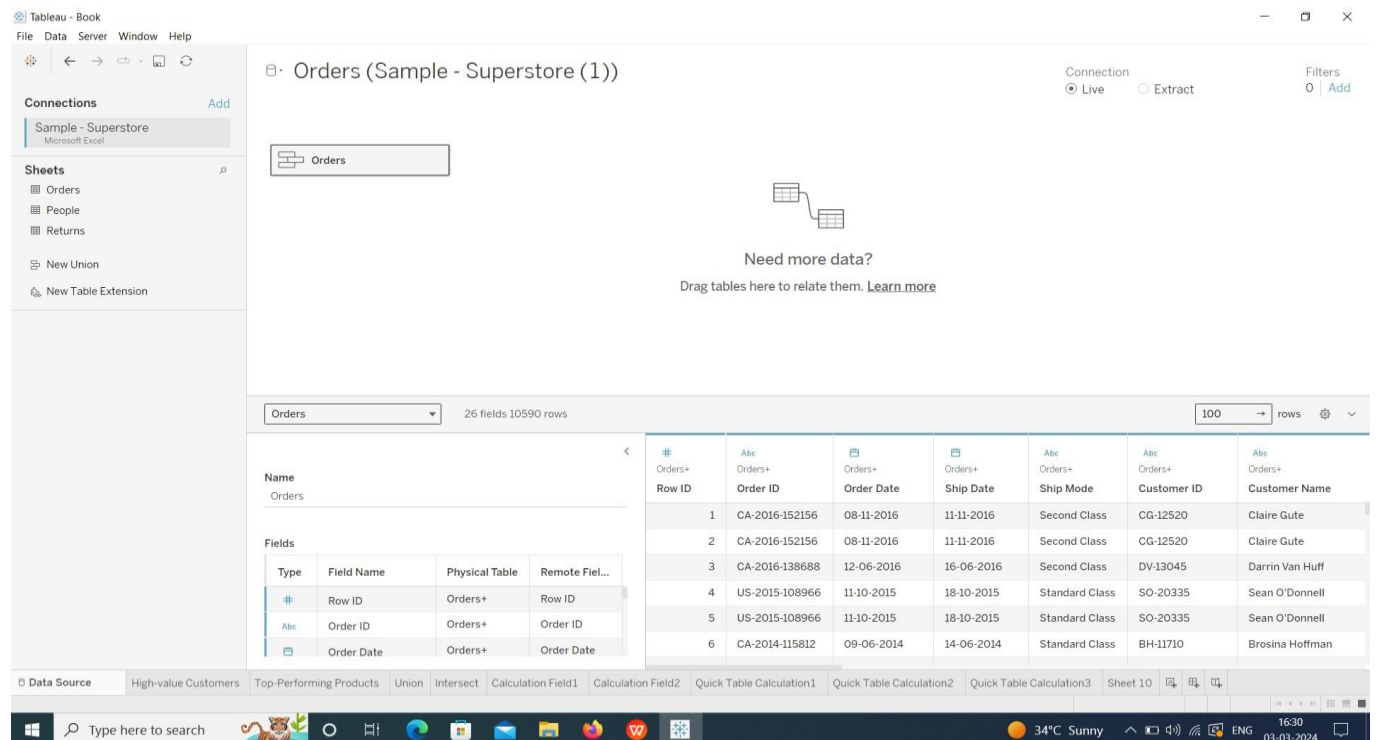 Tableau - Book
File Data Server Window Help
Connections Add
Sample - Superstore
Microsoft Excel
Sheets
Orders
People
Returns
New Union
New Table Extension
Orders (Sample - Superstore (1))
Connection
Live Extract
Filters
0 | Add
Orders
Need more data?
Drag tables here to relate them. Learn more
Orders 26 fields 10590 rows 100 → rows
Name
Orders
Fields
Type Field Name Physical Table Remote Fiel...
# Row ID Orders+ Row ID
Abc Order ID Orders+ Order ID
Order Date Orders+ Order Date
# Abc Abc Abc Abc
Orders+ Orders+ Orders+ Orders+ Orders+ Orders+ Orders+
Row ID Order ID Order Date Ship Date Ship Mode Customer ID Customer Name
1 CA-2016-152156 08-11-2016 11-11-2016 Second Class CG-12520 Claire Gute
2 CA-2016-152156 08-11-2016 11-11-2016 Second Class CG-12520 Claire Gute
3 CA-2016-138688 12-06-2016 16-06-2016 Second Class DV-13045 Darrin Van Huff
4 US-2015-108966 11-10-2015 18-10-2015 Standard Class SO-20335 Sean O'Donnell
5 US-2015-108966 11-10-2015 18-10-2015 Standard Class SO-20335 Sean O'Donnell
6 CA-2014-115812 09-06-2014 14-06-2014 Standard Class BH-11710 Brosina Hoffman
Data Source High-value Customers Top-Performing Products Union Intersect Calculation Field1 Calculation Field2 Quick Table Calculation1 Quick Table Calculation2 Quick Table Calculation3 Sheet 10
Type here to search 34°C Sunny ENG 16:30
03-03-2024